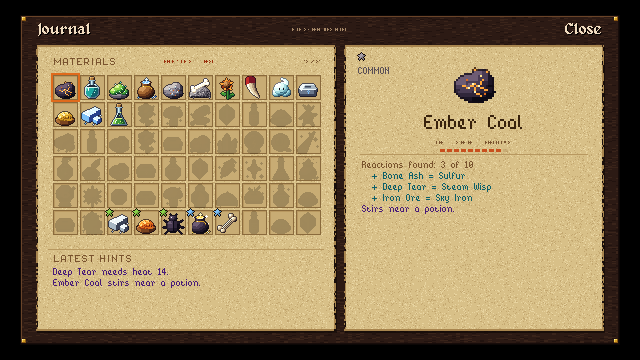 Journal
Close
MATERIALS
COMMON
Ember Coal
Reactions found: 3 of 10
+ Bone Ash = Sulfur
+ Deep Tear = Steam Wisp
+ Iron Ore = Sky Iron
Stirs near a potion.
LATEST HINTS
Deep Tear needs heat 14.
Ember Coal stirs near a potion.